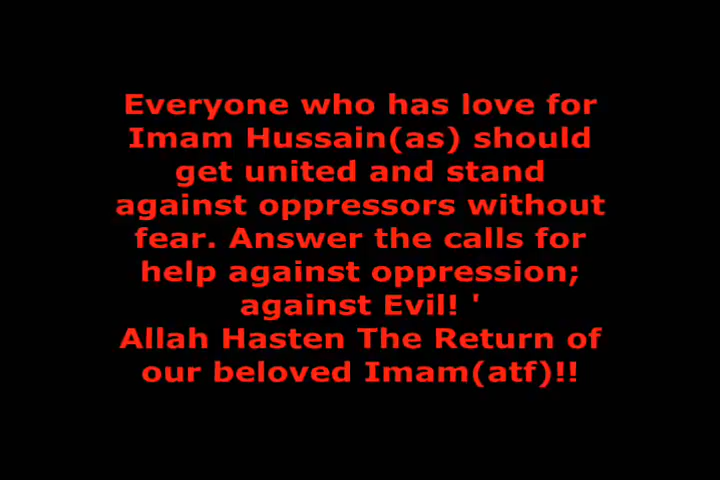 Everyone who has love for
Imam Hussain(as) should
get united and stand
against oppressors without
fear. Answer the calls for
help against oppression;
against Evil! '
Allah Hasten The Return of
our beloved Imam(atf)!!